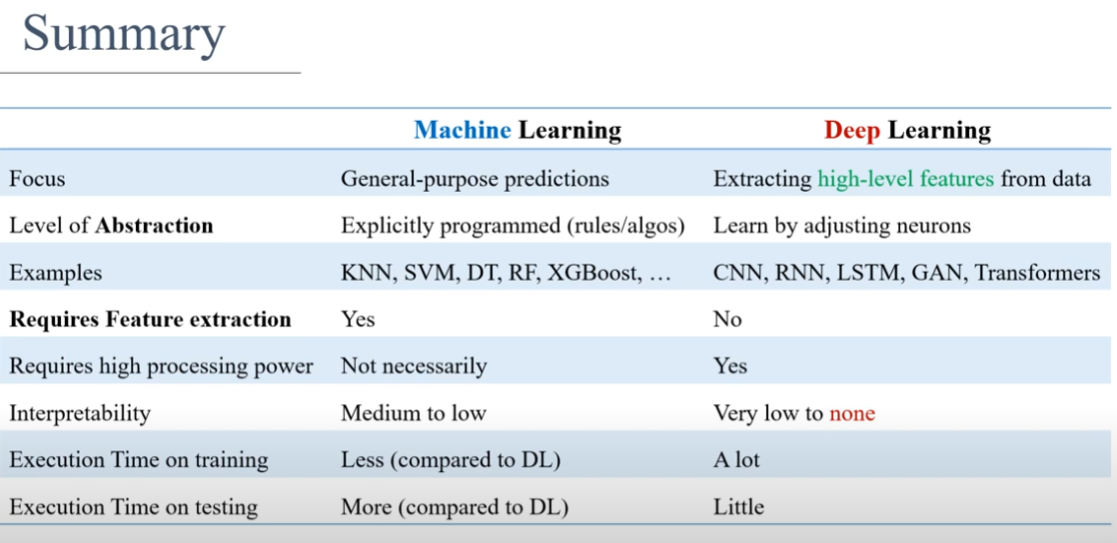 Summary
Machine Learning Deep Learning
Focus General-purpose predictions Extracting high-level features from data
Level of Abstraction Explicitly programmed (rules/algos) Learn by adjusting neurons
Examples KNN, SVM, DT, RF, XGBoost, … CNN, RNN, LSTM, GAN, Transformers
Requires Feature extraction Yes No
Requires high processing power Not necessarily Yes
Interpretability Medium to low Very low to none
Execution Time on training Less (compared to DL) A lot
Execution Time on testing More (compared to DL) Little